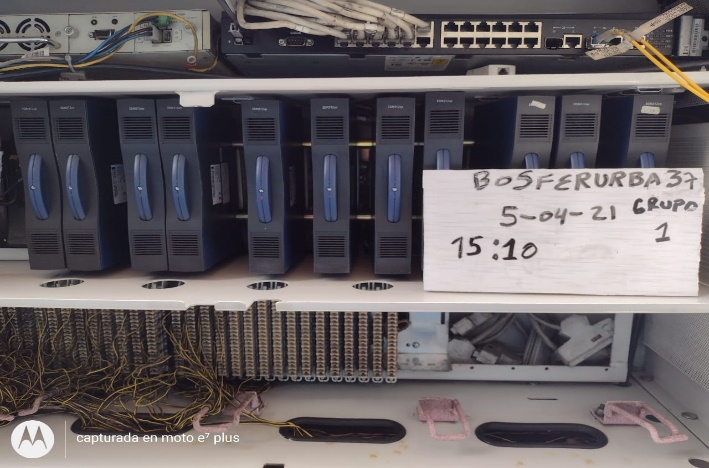 BOSFERURBA37
5-04-21 GRUPO
1
15:10
capturada en moto e⁷ plus